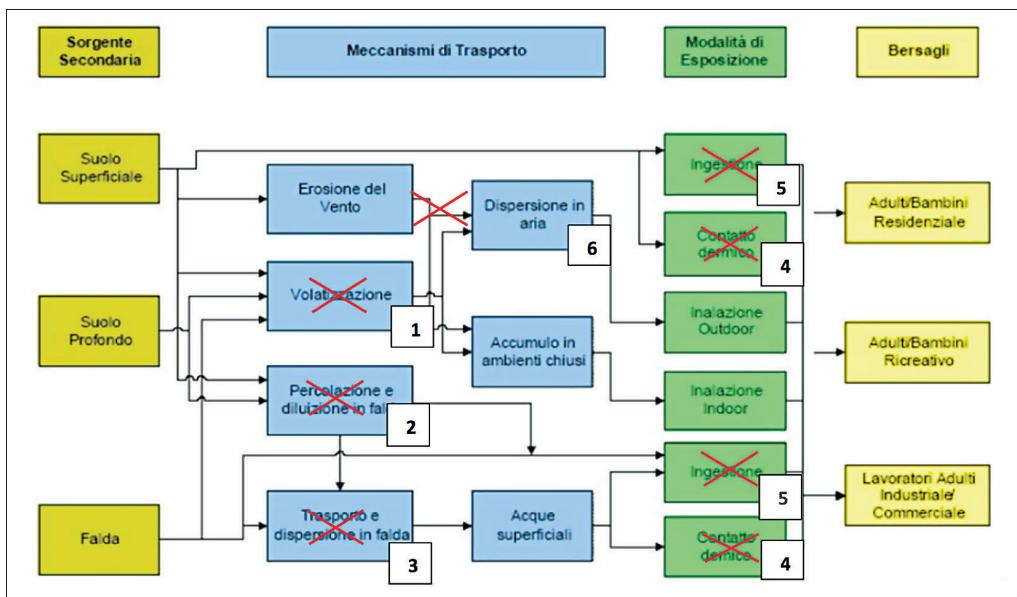 Sorgente
Secondaria
Meccanismi di Trasporto
Modalità di
Esposizione
Bersagli
Suolo
Superficiale
Erosione del
Vento
Dispersione in
aria
6
Ingestione
5
Adulti/Bambini
Residenziale
Contatto
dermico
4
Suolo
Profondo
Volatizzazione
1
Accumulo in
ambienti chiusi
Inalazione
Outdoor
Adulti/Bambini
Ricreativo
Percolazione e
diluizione in falda
2
Inalazione
Indoor
Ingestione
5
Lavoratori Adulti
Industriale/
Commerciale
Falda
Trasporto e
dispersione in falda
3
Acque
superficiali
Contatto
demico
4